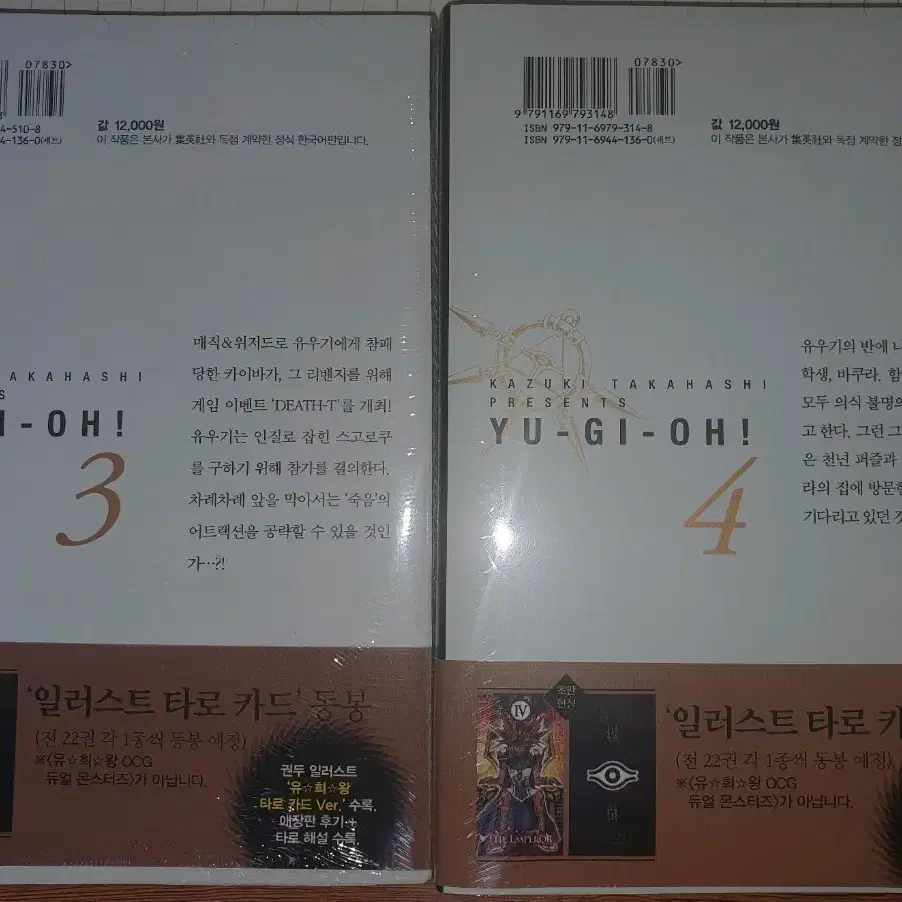 07830>
4-510-8
4-136-0(세트)
값 12,000원
이 작품은 본사가 集英社와 독점 계약한 정식 한국어판입니다.
매직&위저드로 유우기에게 참패
당한 카이바가, 그 리벤지를 위해
게임 이벤트 ‘DEATH-T’를 개최!
유우기는 인질로 잡힌 스고로쿠
를 구하기 위해 참가를 결의한다.
차례차례 앞을 막아서는 ‘죽음’의
어트랙션을 공략할 수 있을 것인
가…?!
AKAHASHI
S
I-OH!
3
‘일러스트 타로 카드’ 동봉
(전 22권 각 1종씩 동봉 예정)
※〈유☆희☆왕 OCG
듀얼 몬스터즈〉가 아닙니다.
권두 일러스트
‘유☆희☆왕
타로 카드 Ver.’ 수록,
애장판 후기+
타로 해설 수록.
07830>
9 791169 793148
ISBN 979-11-6979-314-8
ISBN 979-11-6944-136-0(세트)
값 12,000원
이 작품은 본사가 集英社와 독점 계약한 정
KAZUKI TAKAHASHI
PRESENTS
YU-GI-OH!
4
유우기의 반에 나
학생, 바쿠라. 함
모두 의식 불명의
고 한다. 그런 그
은 천년 퍼즐과
라의 집에 방문한
기다리고 있던 것
초판
한정
IV
THE EMPEROR
‘일러스트 타로 카
(전 22권 각 1종씩 동봉 예정)
※〈유☆희☆왕 OCG
듀얼 몬스터즈〉가 아닙니다.